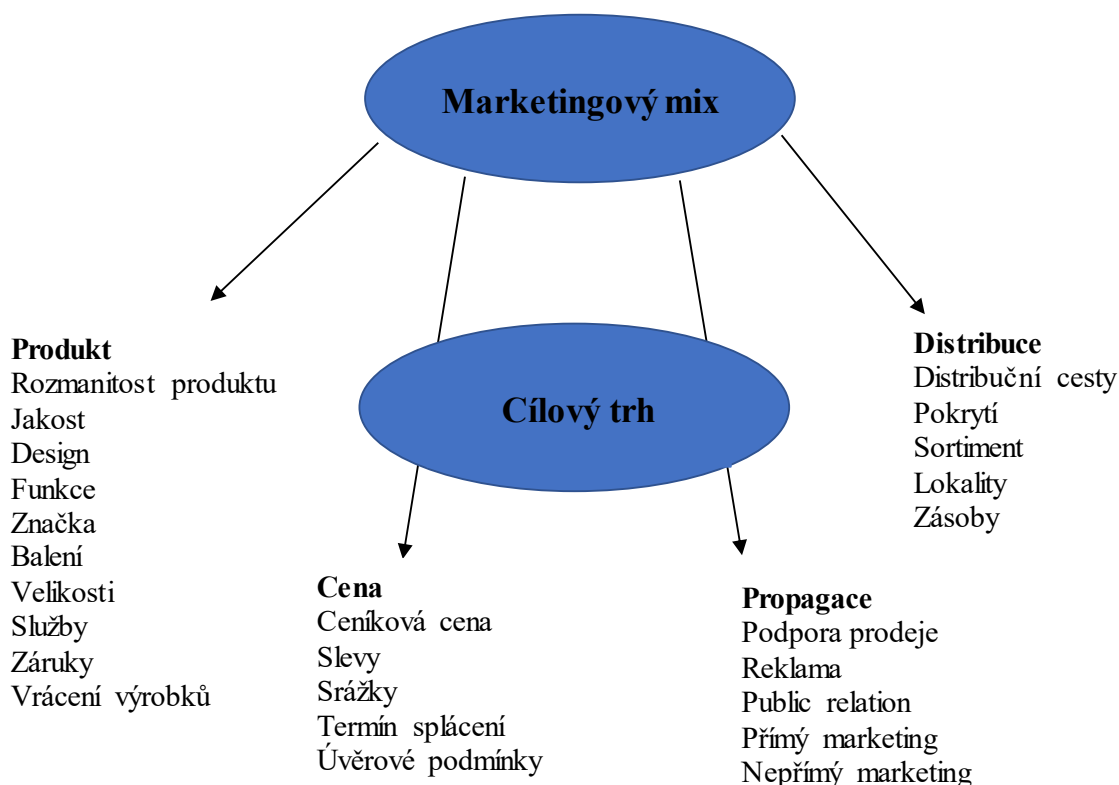 Marketingový mix
Cílový trh
Produkt
Rozmanitost produktu
Jakost
Design
Funkce
Značka
Balení
Velikosti
Služby
Záruky
Vrácení výrobků
Cena
Ceníková cena
Slevy
Srážky
Termín splácení
Úvěrové podmínky
Propagace
Podpora prodeje
Reklama
Public relation
Přímý marketing
Nepřímý marketing
Distribuce
Distribuční cesty
Pokrytí
Sortiment
Lokality
Zásoby